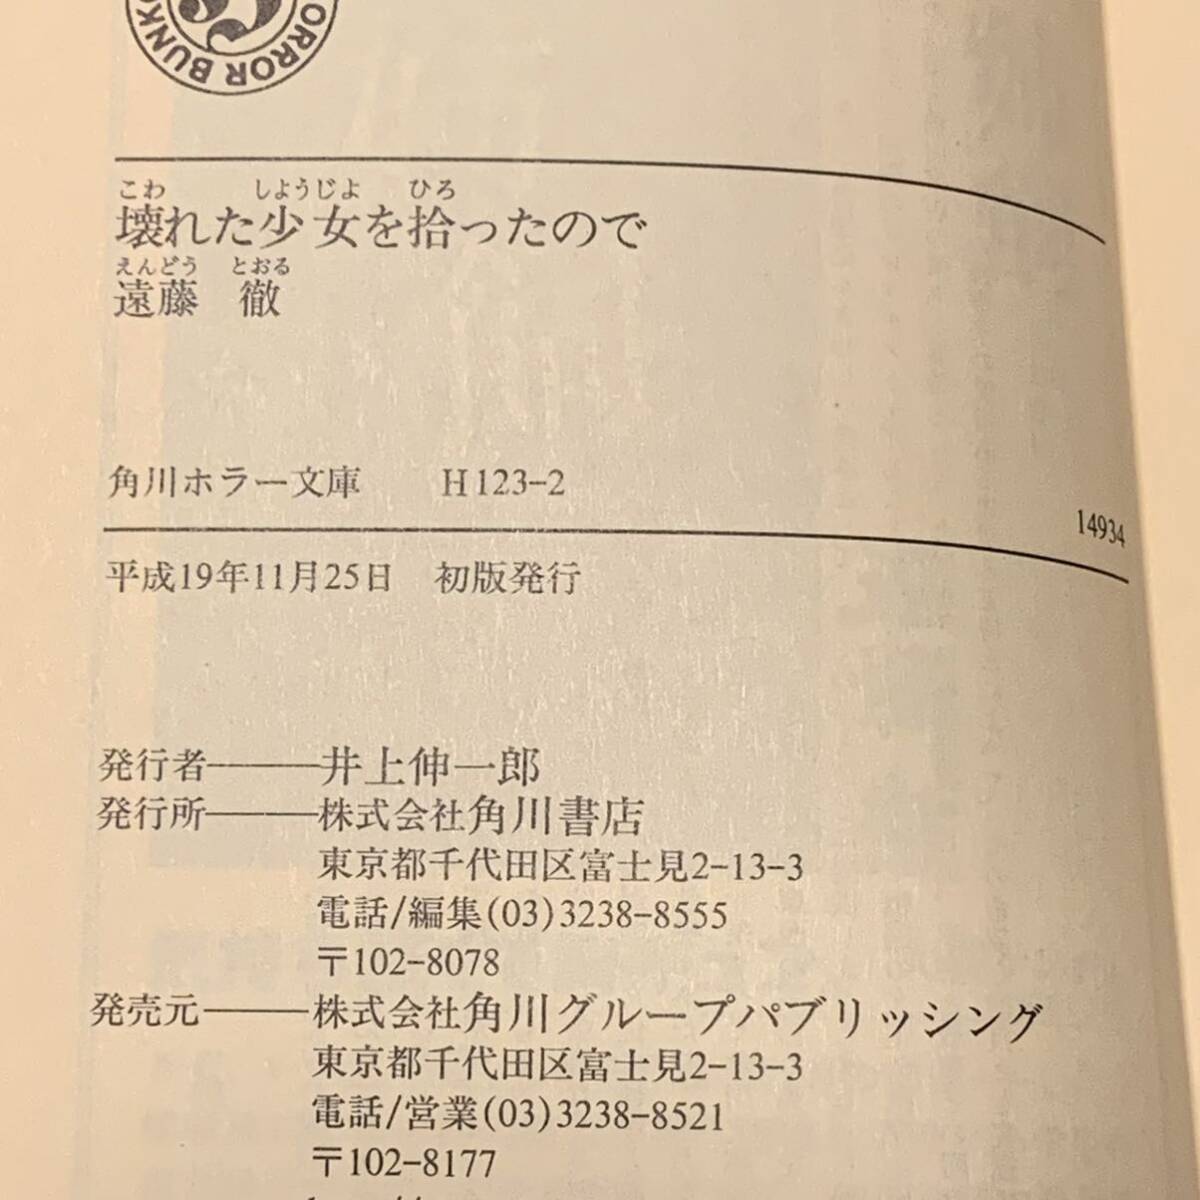 HORROR BUNKO
こわ しようじよ ひろ
壊れた少女を拾ったので
えんどう とおる
遠藤 徹
角川ホラー文庫 H 123-2
14934
平成19年11月25日 初版発行
発行者――井上伸一郎
発行所――株式会社角川書店
東京都千代田区富士見2-13-3
電話/編集(03)3238-8555
〒102-8078
発売元――株式会社角川グループパブリッシング
東京都千代田区富士見2-13-3
電話/営業(03)3238-8521
〒102-8177